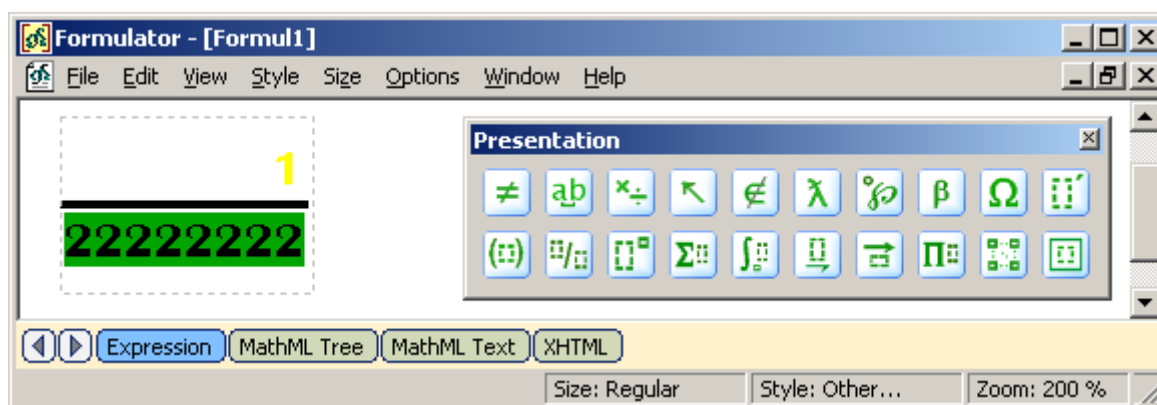 Formulator - [Formul1]
File Edit View Style Size Options Window Help
1
22222222
Presentation
≠ ab ×÷ ↖ ∉ λ ℘ β Ω
Σ ∫ Π
Expression MathML Tree MathML Text XHTML
Size: Regular Style: Other... Zoom: 200 %